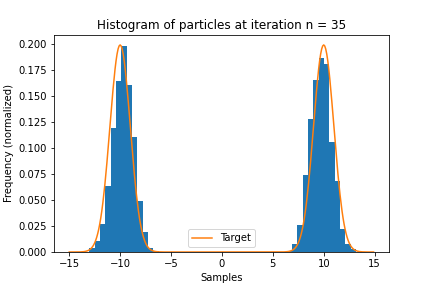 Histogram of particles at iteration n = 35
Frequency (normalized)
0.200
0.175
0.150
0.125
0.100
0.075
0.050
0.025
0.000
−15 −10 −5 0 5 10 15
Samples
Target